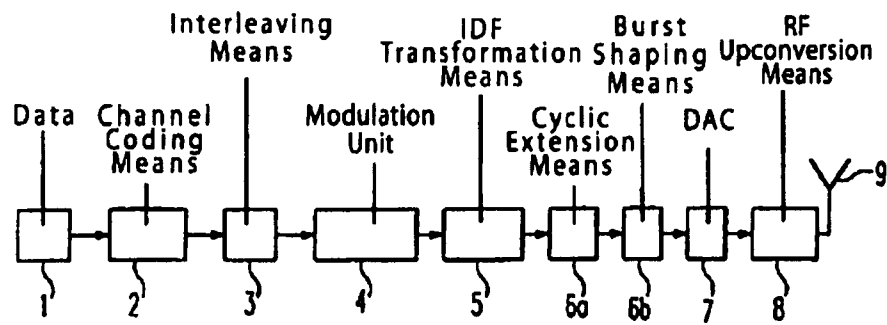 Data
Channel
Coding
Means
Interleaving
Means
Modulation
Unit
IDF
Transformation
Means
Cyclic
Extension
Means
Burst
Shaping
Means
DAC
RF
Upconversion
Means
9
1
2
3
4
5
6a
6b
7
8